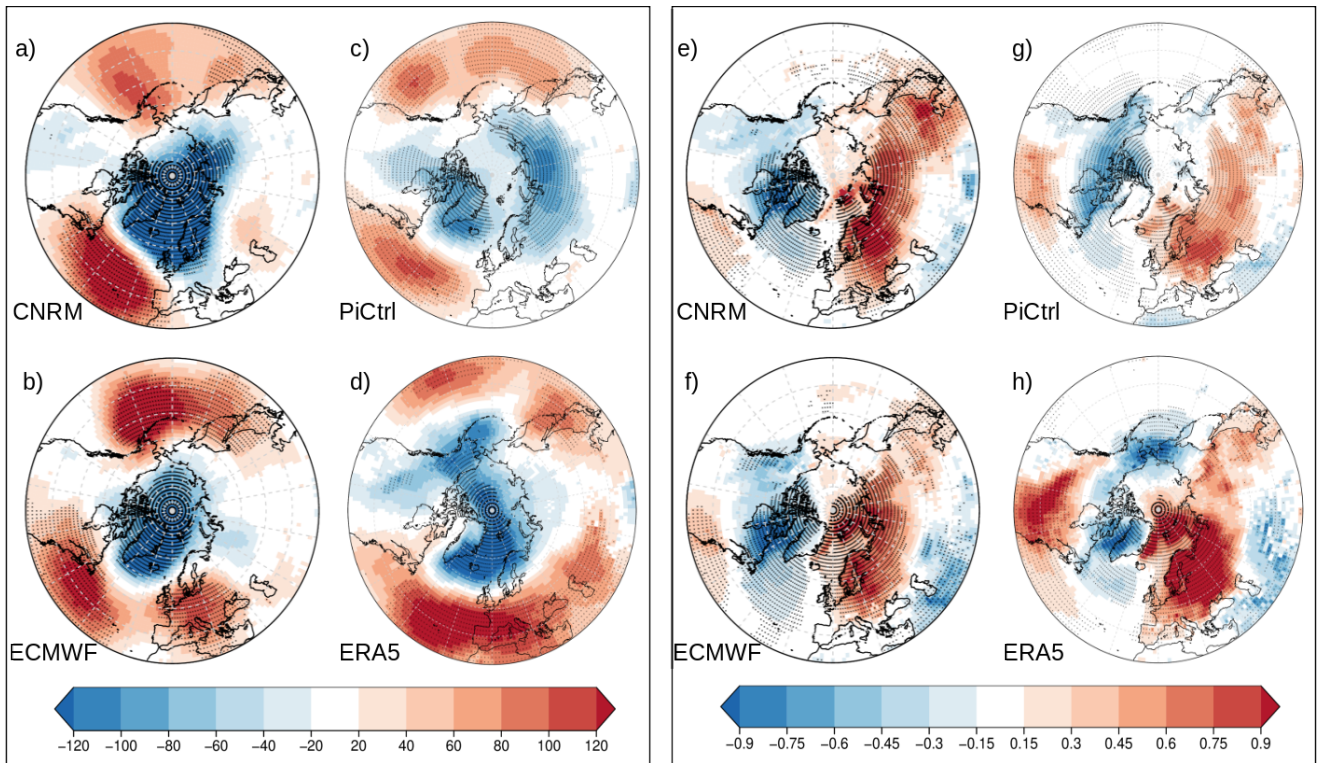 a)
c)
e)
g)
CNRM
PiCtrl
CNRM
PiCtrl
b)
d)
f)
h)
ECMWF
ERA5
ECMWF
ERA5
−120 −100 −80 −60 −40 −20 20 40 60 80 100 120
−0.9 −0.75 −0.6 −0.45 −0.3 −0.15 0.15 0.3 0.45 0.6 0.75 0.9